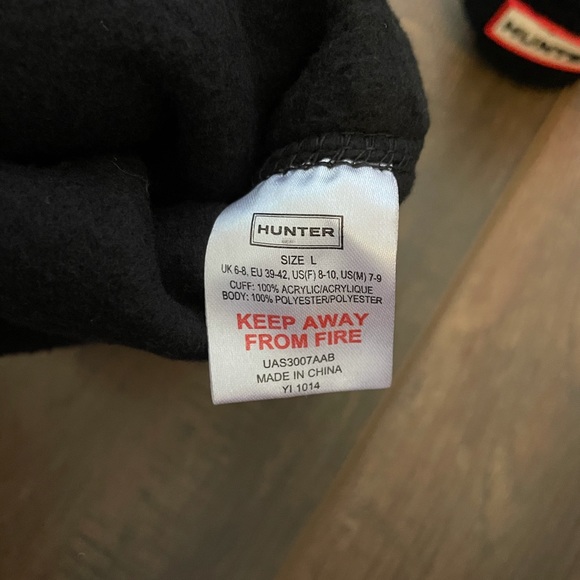 HUNTER
SIZE L
UK 6-8, EU 39-42, US(F) 8-10, US(M) 7-9
CUFF: 100% ACRYLIC/ACRYLIQUE
BODY: 100% POLYESTER/POLYESTER
KEEP AWAY
FROM FIRE
UAS3007AAB
MADE IN CHINA
YI 1014